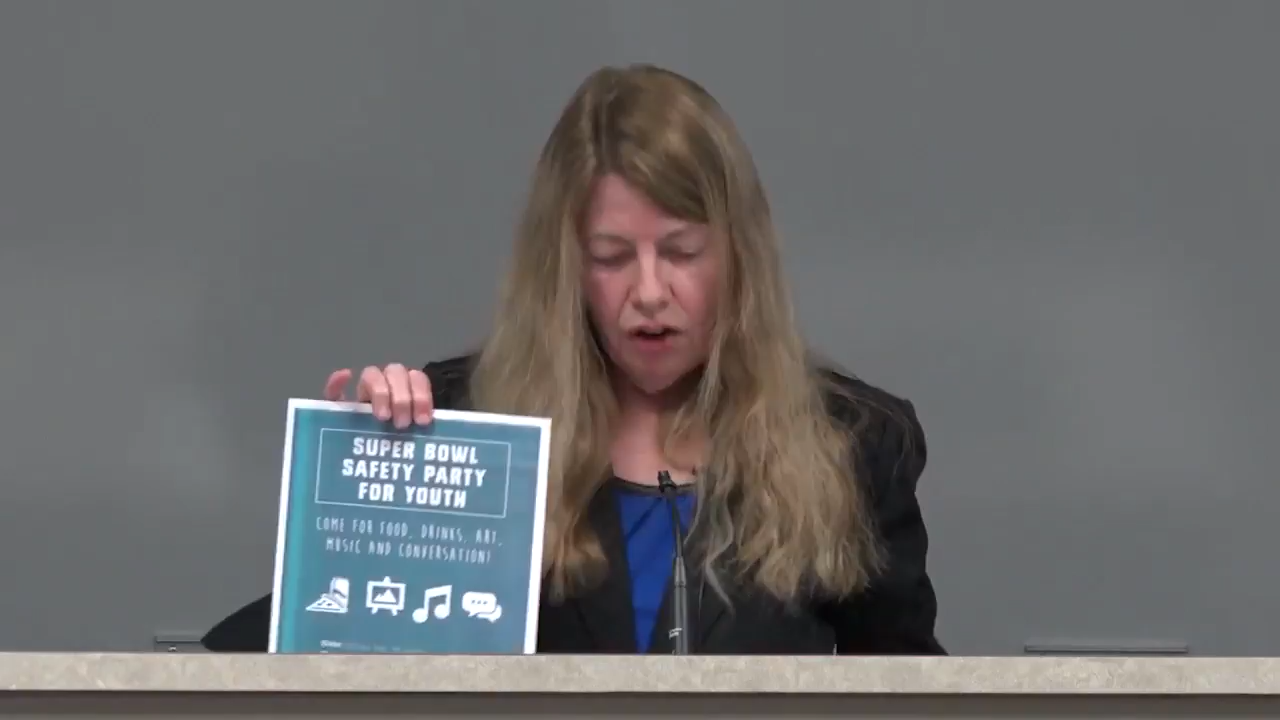 SUPER BOWL
SAFETY PARTY
FOR YOUTH
COME FOR FOOD, DRINKS, ART,
MUSIC AND CONVERSATION!